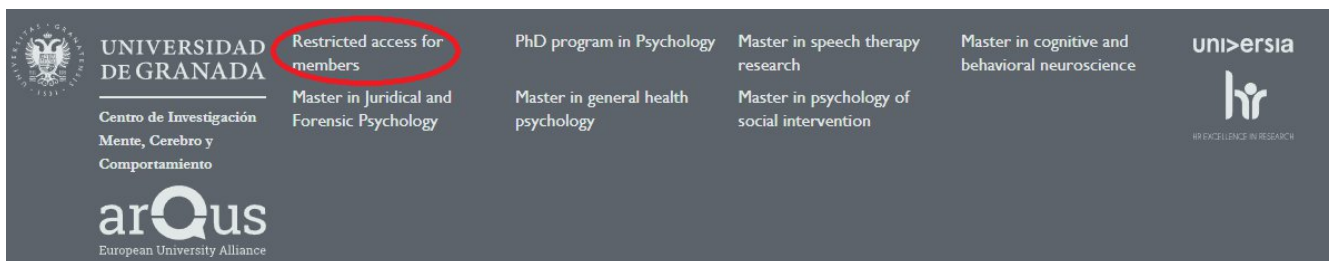 UNIVERSIDAD
DE GRANADA
Centro de Investigación
Mente, Cerebro y
Comportamiento
arQus
European University Alliance
Restricted access for
members
PhD program in Psychology
Master in speech therapy
research
Master in cognitive and
behavioral neuroscience
Master in Juridical and
Forensic Psychology
Master in general health
psychology
Master in psychology of
social intervention
uni>ersia
hr
HR EXCELLENCE IN RESEARCH